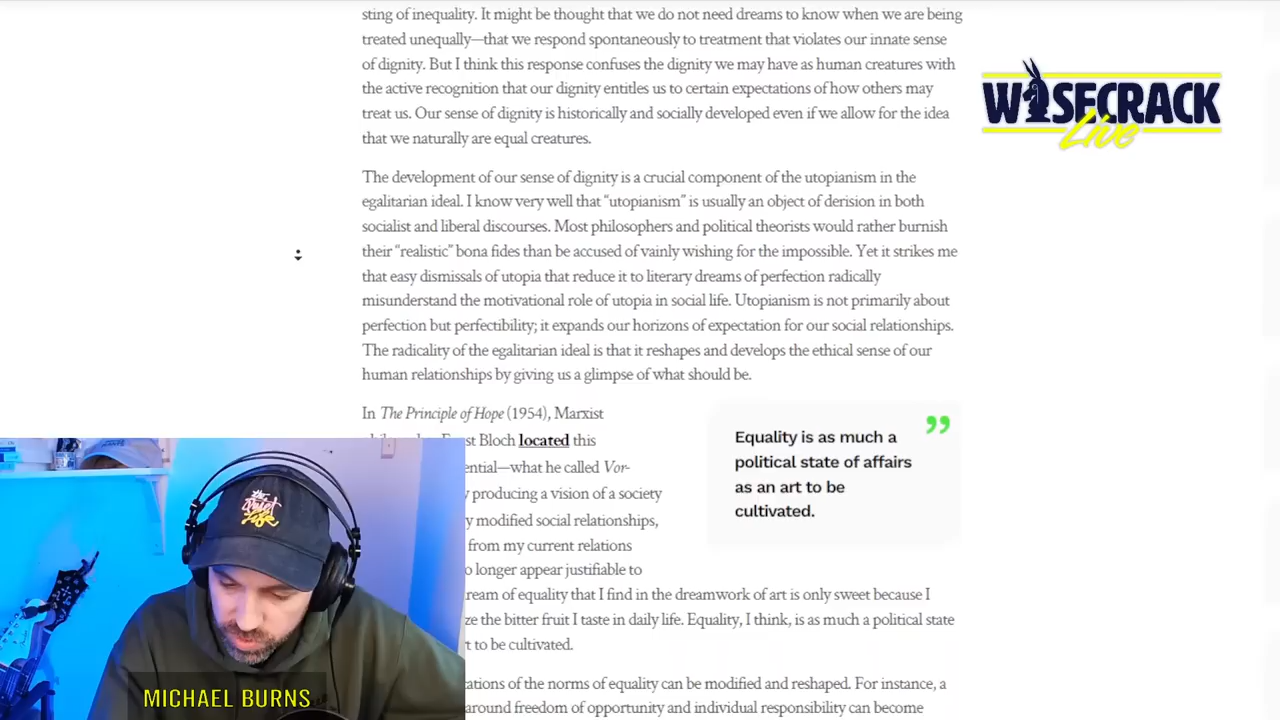 sting of inequality. It might be thought that we do not need dreams to know when we are being
treated unequally—that we respond spontaneously to treatment that violates our innate sense
of dignity. But I think this response confuses the dignity we may have as human creatures with
the active recognition that our dignity entitles us to certain expectations of how others may
treat us. Our sense of dignity is historically and socially developed even if we allow for the idea
that we naturally are equal creatures.
WISECRACK
Live
The development of our sense of dignity is a crucial component of the utopianism in the
egalitarian ideal. I know very well that “utopianism” is usually an object of derision in both
socialist and liberal discourses. Most philosophers and political theorists would rather burnish
their “realistic” bona fides than be accused of vainly wishing for the impossible. Yet it strikes me
that easy dismissals of utopia that reduce it to literary dreams of perfection radically
misunderstand the motivational role of utopia in social life. Utopianism is not primarily about
perfection but perfectibility; it expands our horizons of expectation for our social relationships.
The radicality of the egalitarian ideal is that it reshapes and develops the ethical sense of our
human relationships by giving us a glimpse of what should be.
In The Principle of Hope (1954), Marxist
Bloch located this
—what he called Vor-
producing a vision of a society
modified social relationships,
from my current relations
longer appear justifiable to
of equality that I find in the dreamwork of art is only sweet because I
the bitter fruit I taste in daily life. Equality, I think, is as much a political state
to be cultivated.
”
Equality is as much a
political state of affairs
as an art to be
cultivated.
of the norms of equality can be modified and reshaped. For instance, a
around freedom of opportunity and individual responsibility can become
the Quiet Life
MICHAEL BURNS